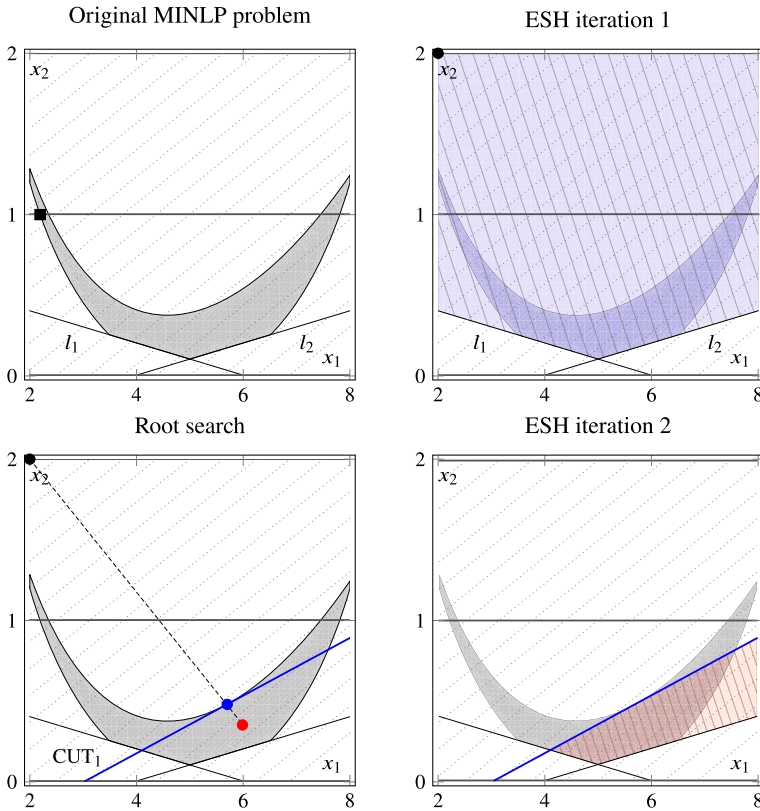 Original MINLP problem
2
x₂
1
l₁
l₂
x₁
0
2
4
6
8
ESH iteration 1
2
x₂
1
l₁
l₂
x₁
0
2
4
6
8
Root search
2
x₂
1
CUT₁
x₁
0
2
4
6
8
ESH iteration 2
2
x₂
1
x₁
0
2
4
6
8